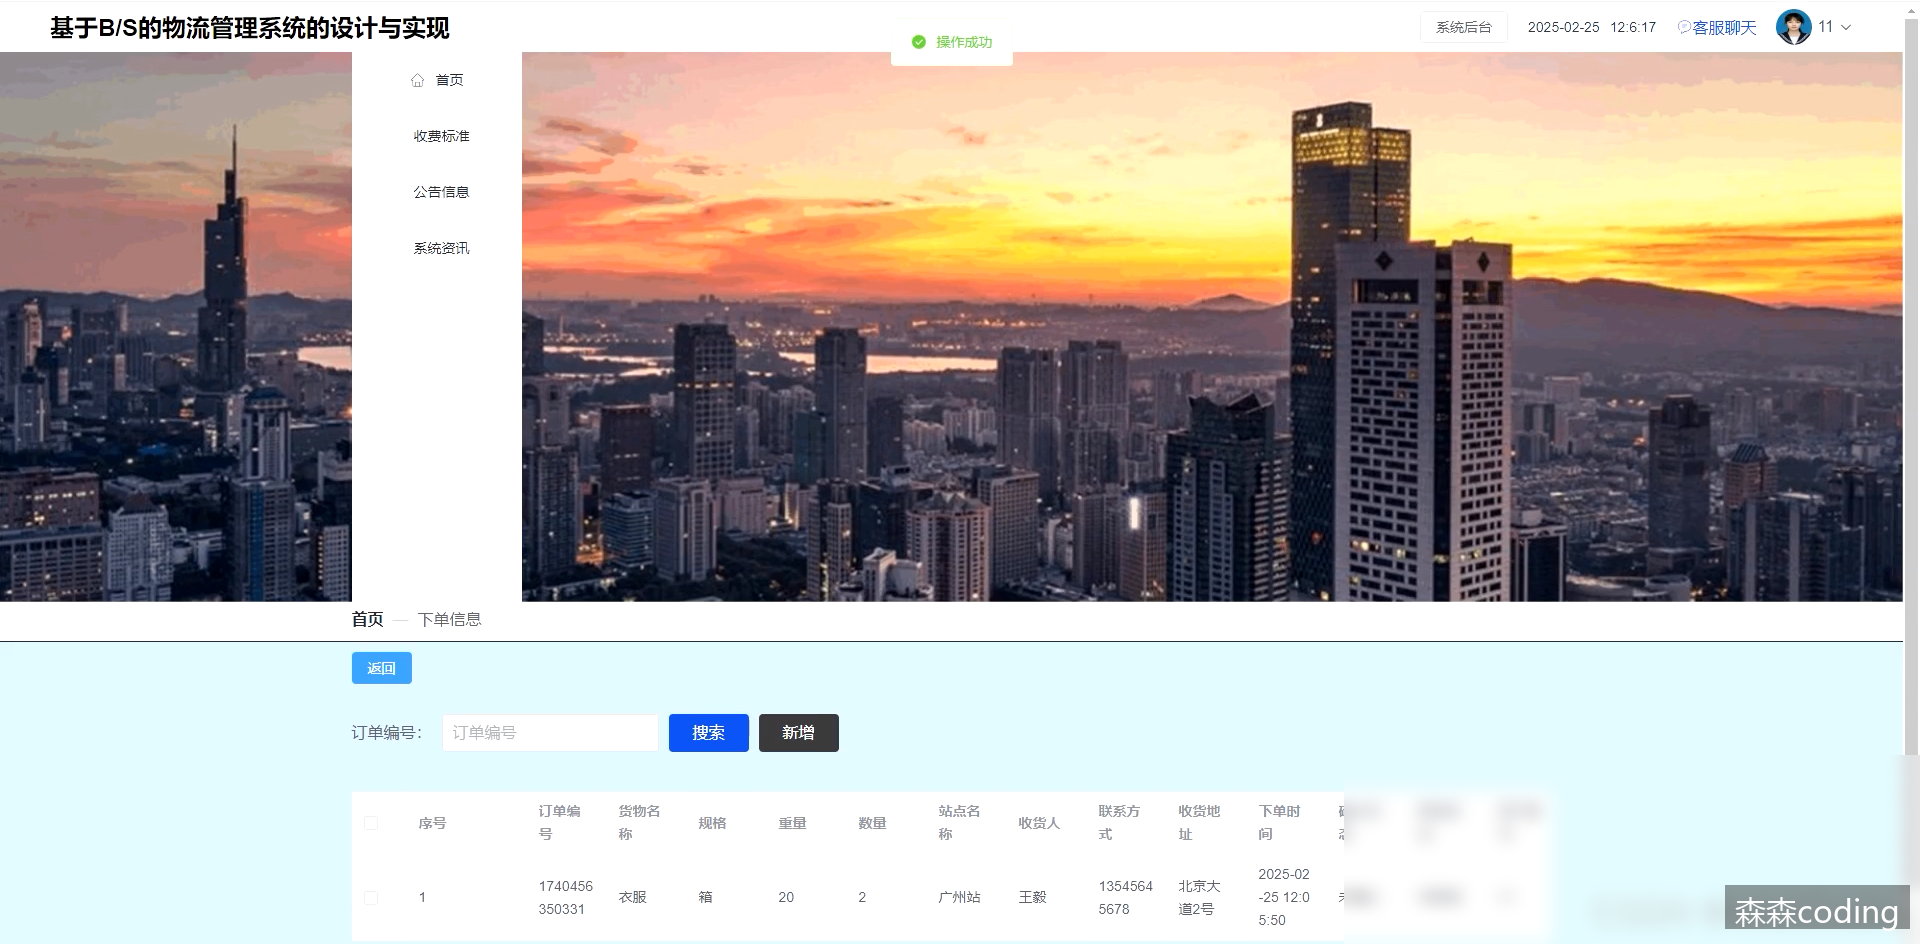 基于B/S的物流管理系统的设计与实现
操作成功
系统后台 2025-02-25 12:6:17 客服聊天 11
首页
收费标准
公告信息
系统资讯
首页 — 下单信息
返回
订单编号： 订单编号 搜索 新增
序号 订单编号 货物名称 规格 重量 数量 站点名称 收货人 联系方式 收货地址 下单时间
1 1740456350331 衣服 箱 20 2 广州站 王毅 13545645678 北京大道2号 2025-02-25 12:05:50
森森coding